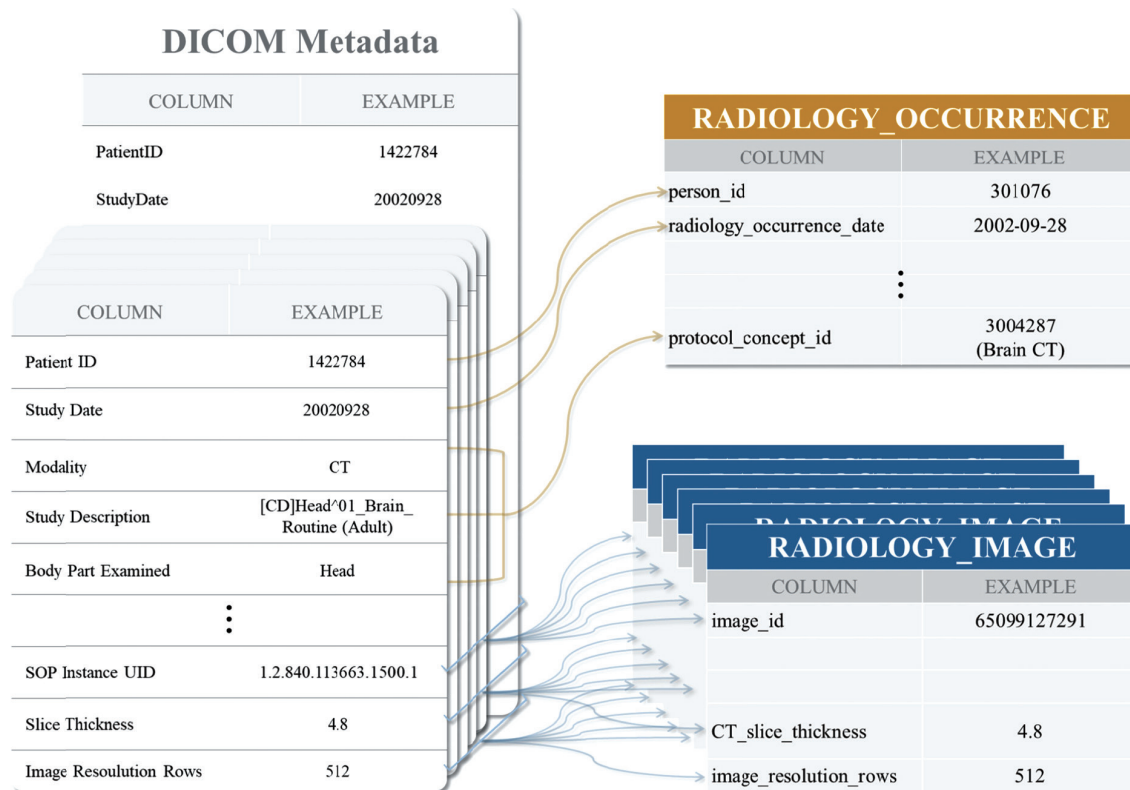 DICOM Metadata
COLUMN EXAMPLE
PatientID 1422784
StudyDate 20020928
COLUMN EXAMPLE
Patient ID 1422784
Study Date 20020928
Modality CT
Study Description [CD]Head^01_Brain_
Routine (Adult)
Body Part Examined Head
SOP Instance UID 1.2.840.113663.1500.1
Slice Thickness 4.8
Image Resoulution Rows 512
RADIOLOGY_OCCURRENCE
COLUMN EXAMPLE
person_id 301076
radiology_occurrence_date 2002-09-28
protocol_concept_id 3004287
(Brain CT)
RADIOLOGY_IMAGE
RADIOLOGY_IMAGE
COLUMN EXAMPLE
image_id 65099127291
CT_slice_thickness 4.8
image_resolution_rows 512